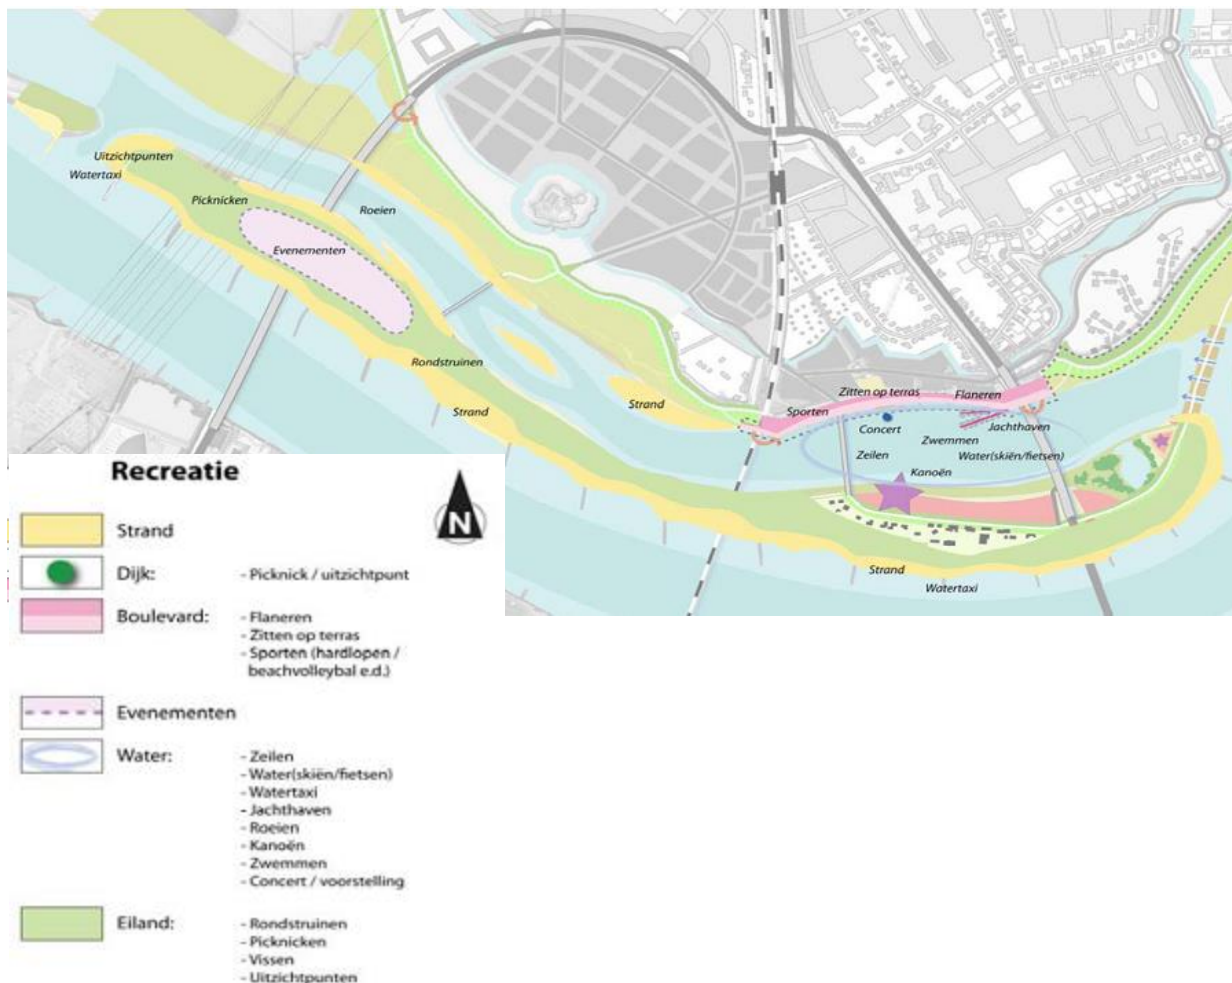 Uitzichtpunten
Watertaxi
Picknicken
Roeien
Evenementen
Rondstruinen
Strand
Strand
Sporten
Zitten op terras
Flaneren
Concert
Jachthaven
Zwemmen
Zeilen
Water(skiën/fietsen)
Kanoën
Strand
Watertaxi
Recreatie
N
Strand
Dijk: - Picknick / uitzichtpunt
Boulevard: - Flaneren
- Zitten op terras
- Sporten (hardlopen /
beachvolleybal e.d.)
Evenementen
Water: - Zeilen
- Water(skiën/fietsen)
- Watertaxi
- Jachthaven
- Roeien
- Kanoën
- Zwemmen
- Concert / voorstelling
Eiland: - Rondstruinen
- Picknicken
- Vissen
- Uitzichtpunten